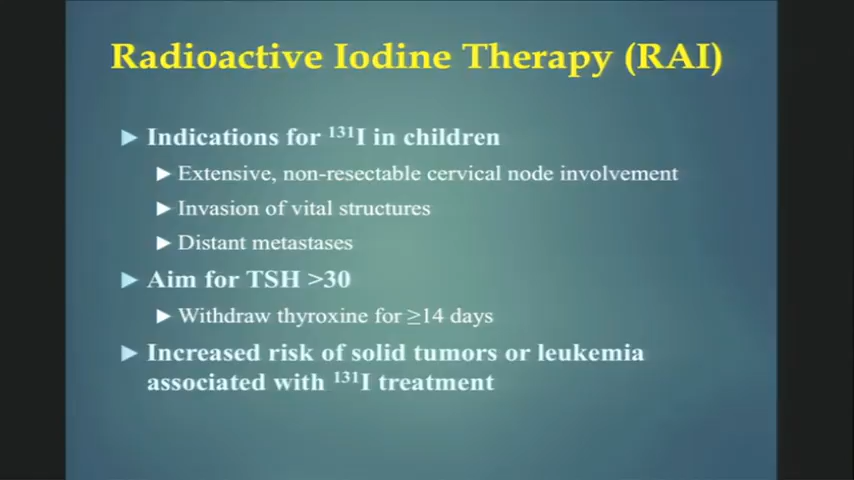 Radioactive Iodine Therapy (RAI)
► Indications for ¹³¹I in children
► Extensive, non-resectable cervical node involvement
► Invasion of vital structures
► Distant metastases
► Aim for TSH >30
► Withdraw thyroxine for ≥14 days
► Increased risk of solid tumors or leukemia
associated with ¹³¹I treatment